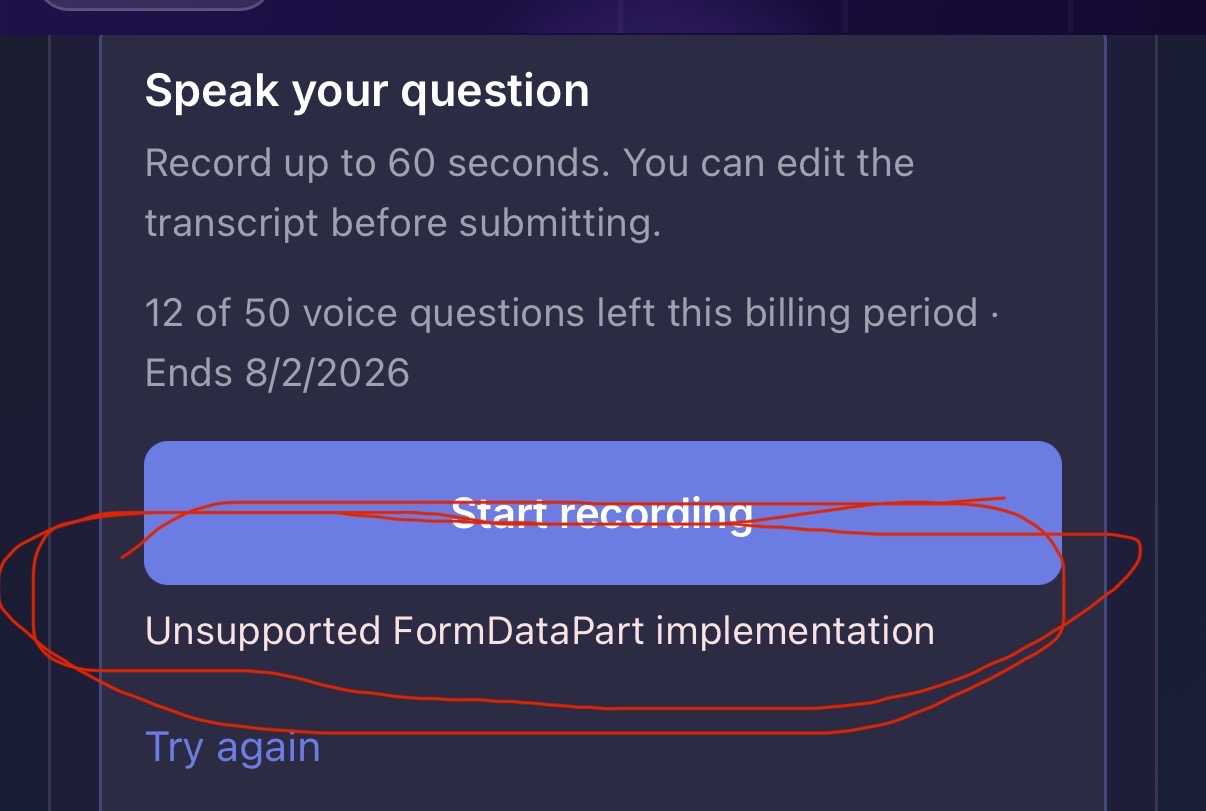 Speak your question
Record up to 60 seconds. You can edit the
transcript before submitting.
12 of 50 voice questions left this billing period ·
Ends 8/2/2026
Start recording
Unsupported FormDataPart implementation
Try again